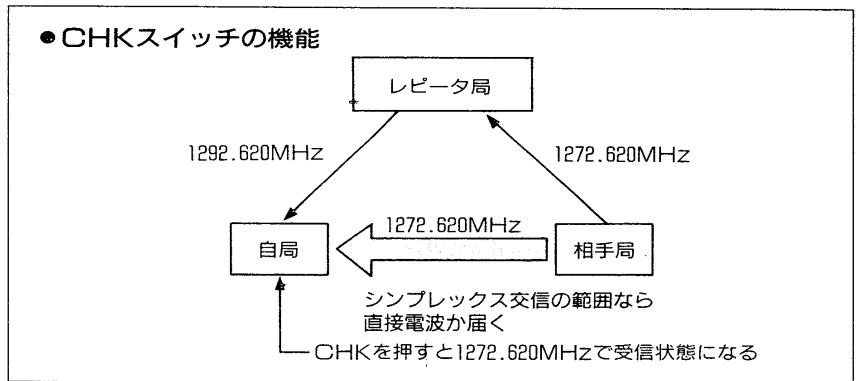 ●CHKスイッチの機能
レピータ局
1292.620MHz
1272.620MHz
1272.620MHz
自局
相手局
シンプレックス交信の範囲なら
直接電波か届く
CHKを押すと1272.620MHzで受信状態になる